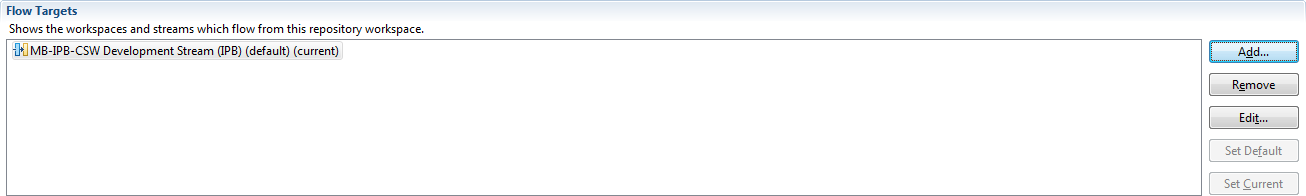 Flow Targets
Shows the workspaces and streams which flow from this repository workspace.
MB-IPB-CSW Development Stream (IPB) (default) (current)
Add...
Remove
Edit...
Set Default
Set Current